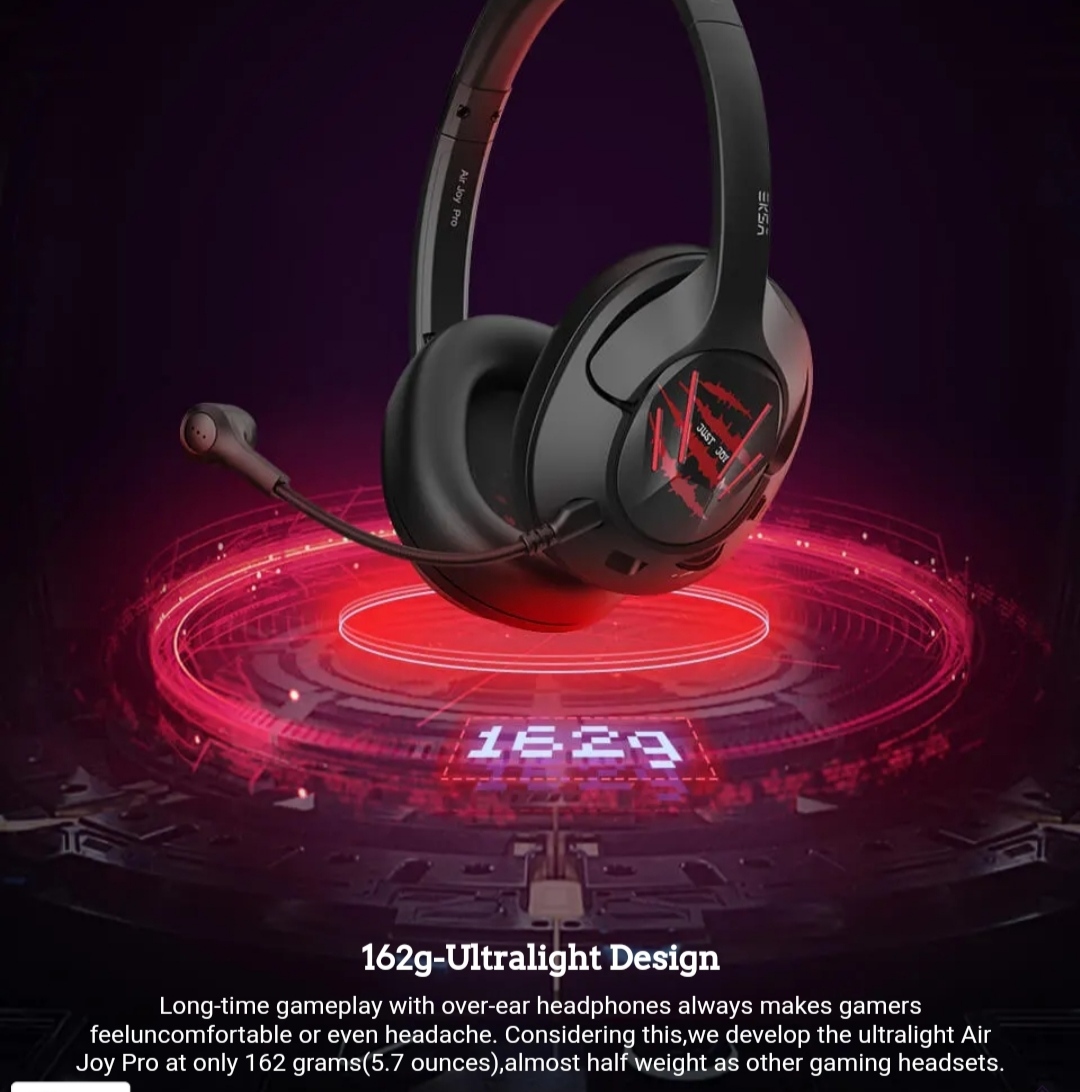 Air Joy Pro
EKSA
JUST JOY
162g
162g-Ultralight Design
Long-time gameplay with over-ear headphones always makes gamers
feeluncomfortable or even headache. Considering this,we develop the ultralight Air
Joy Pro at only 162 grams(5.7 ounces),almost half weight as other gaming headsets.